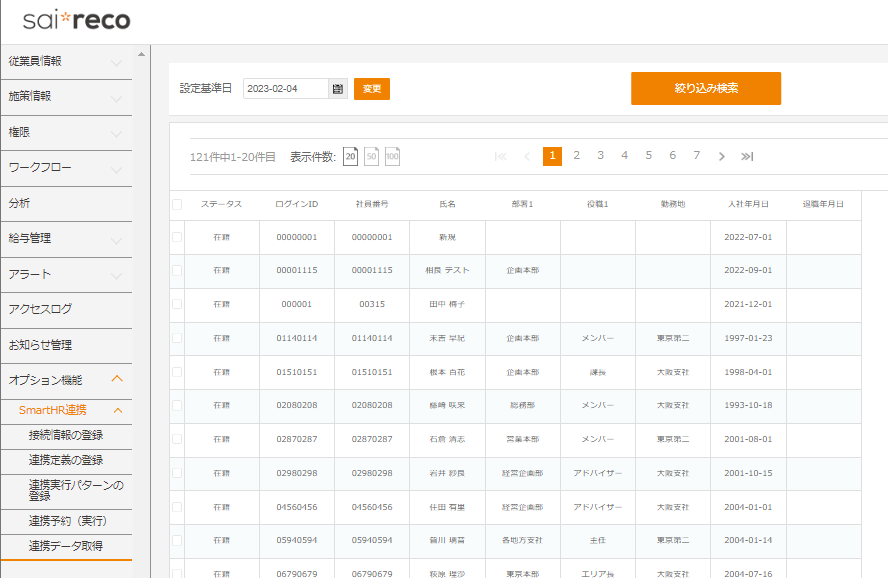 sai*reco
従業員情報
施策情報
権限
ワークフロー
分析
給与管理
アラート
アクセスログ
お知らせ管理
オプション機能
SmartHR連携
接続情報の登録
連携定義の登録
連携実行パターンの
登録
連携予約（実行）
連携データ取得
設定基準日 2023-02-04 変更 絞り込み検索
121件中1-20件目 表示件数: 20 50 100 1 2 3 4 5 6 7
ステータス ログインID 社員番号 氏名 部署1 役職1 勤務地 入社年月日 退職年月日
在籍 00000001 00000001 新規 2022-07-01
在籍 00001115 00001115 相良 テスト 企画本部 2022-09-01
在籍 000001 00315 田中 梅子 2021-12-01
在籍 01140114 01140114 末吉 早紀 企画本部 メンバー 東京第二 1997-01-23
在籍 01510151 01510151 根本 百花 企画本部 課長 大阪支社 1998-04-01
在籍 02080208 02080208 藤崎 咲来 総務部 メンバー 大阪支社 1993-10-18
在籍 02870287 02870287 石倉 清志 営業本部 メンバー 東京第二 2001-08-01
在籍 02980298 02980298 岩井 紗良 経営企画部 アドバイザー 大阪支社 2001-10-15
在籍 04560456 04560456 住田 有里 経営企画部 アドバイザー 大阪支社 2004-01-01
在籍 05940594 05940594 皆川 璃音 各地方支社 主任 東京第二 2004-01-14
在籍 06790679 06790679 萩原 理沙 東京本部 エリア長 大阪支社 2004-07-16